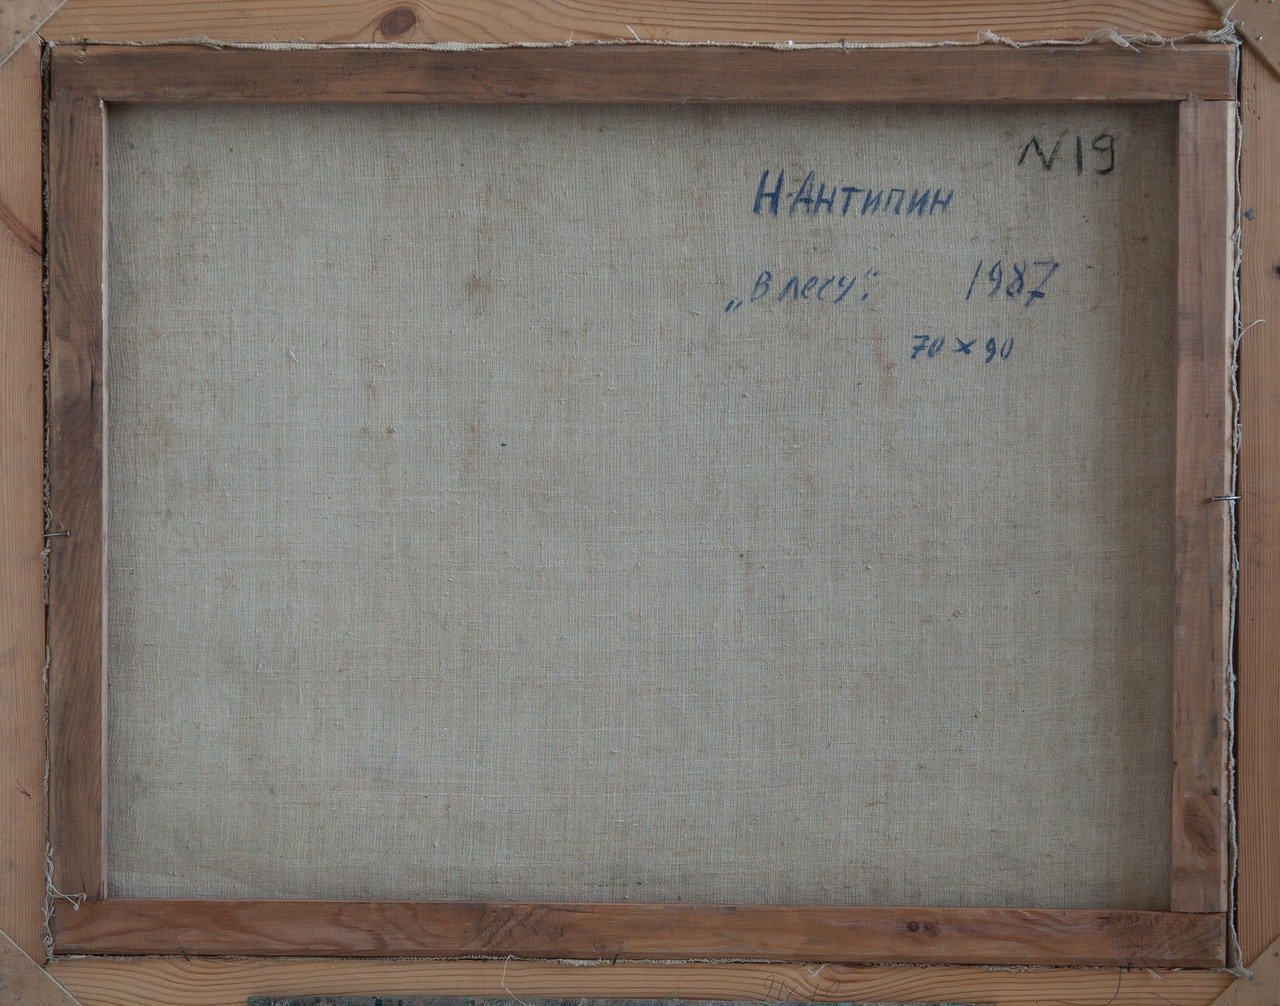 N19
Н.Антипин
„В лесу".
1987
70 x 90